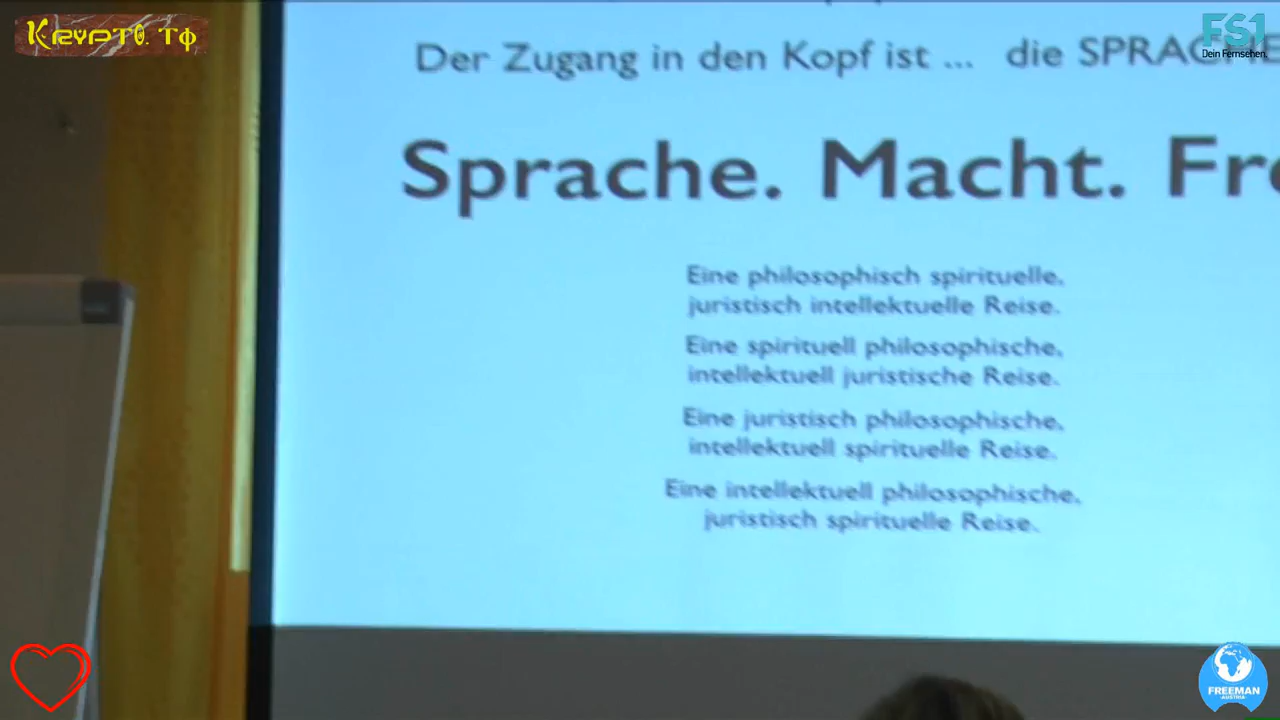 KRYPTO.TΦ
FS1
Dein Fernsehen.
Der Zugang in den Kopf ist ... die SPRACHE
Sprache. Macht. Fre
Eine philosophisch spirituelle,
juristisch intellektuelle Reise.
Eine spirituell philosophische,
intellektuell juristische Reise.
Eine juristisch philosophische,
intellektuell spirituelle Reise.
Eine intellektuell philosophische,
juristisch spirituelle Reise.
FREEMAN
AUSTRIA